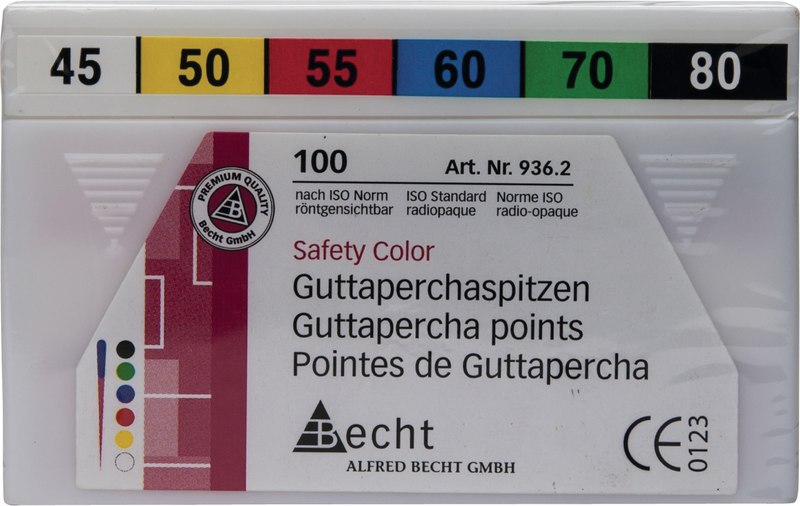 45 50 55 60 70 80
100 Art. Nr. 936.2
nach ISO Norm ISO Standard Norme ISO
röntgensichtbar radiopaque radio-opaque
PREMIUM QUALITY
B
Becht GmbH
Safety Color
Guttaperchaspitzen
Guttapercha points
Pointes de Guttapercha
Becht
ALFRED BECHT GMBH
CE 0123